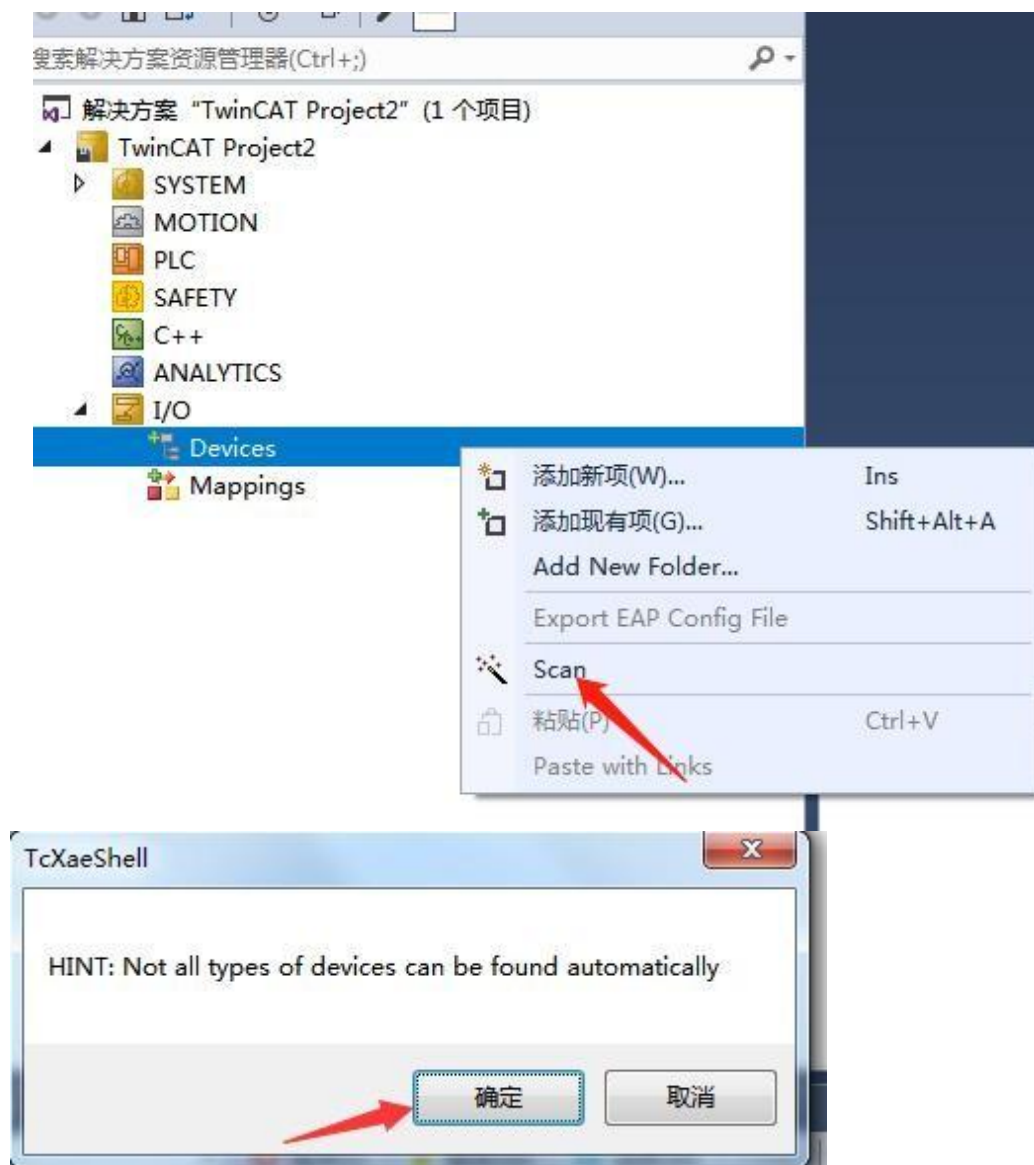 搜索解决方案资源管理器(Ctrl+;)
解决方案 "TwinCAT Project2" (1 个项目)
TwinCAT Project2
SYSTEM
MOTION
PLC
SAFETY
C++
ANALYTICS
I/O
Devices
Mappings
添加新项(W)... Ins
添加现有项(G)... Shift+Alt+A
Add New Folder...
Export EAP Config File
Scan
粘贴(P) Ctrl+V
Paste with Links
TcXaeShell
HINT: Not all types of devices can be found automatically
确定 取消